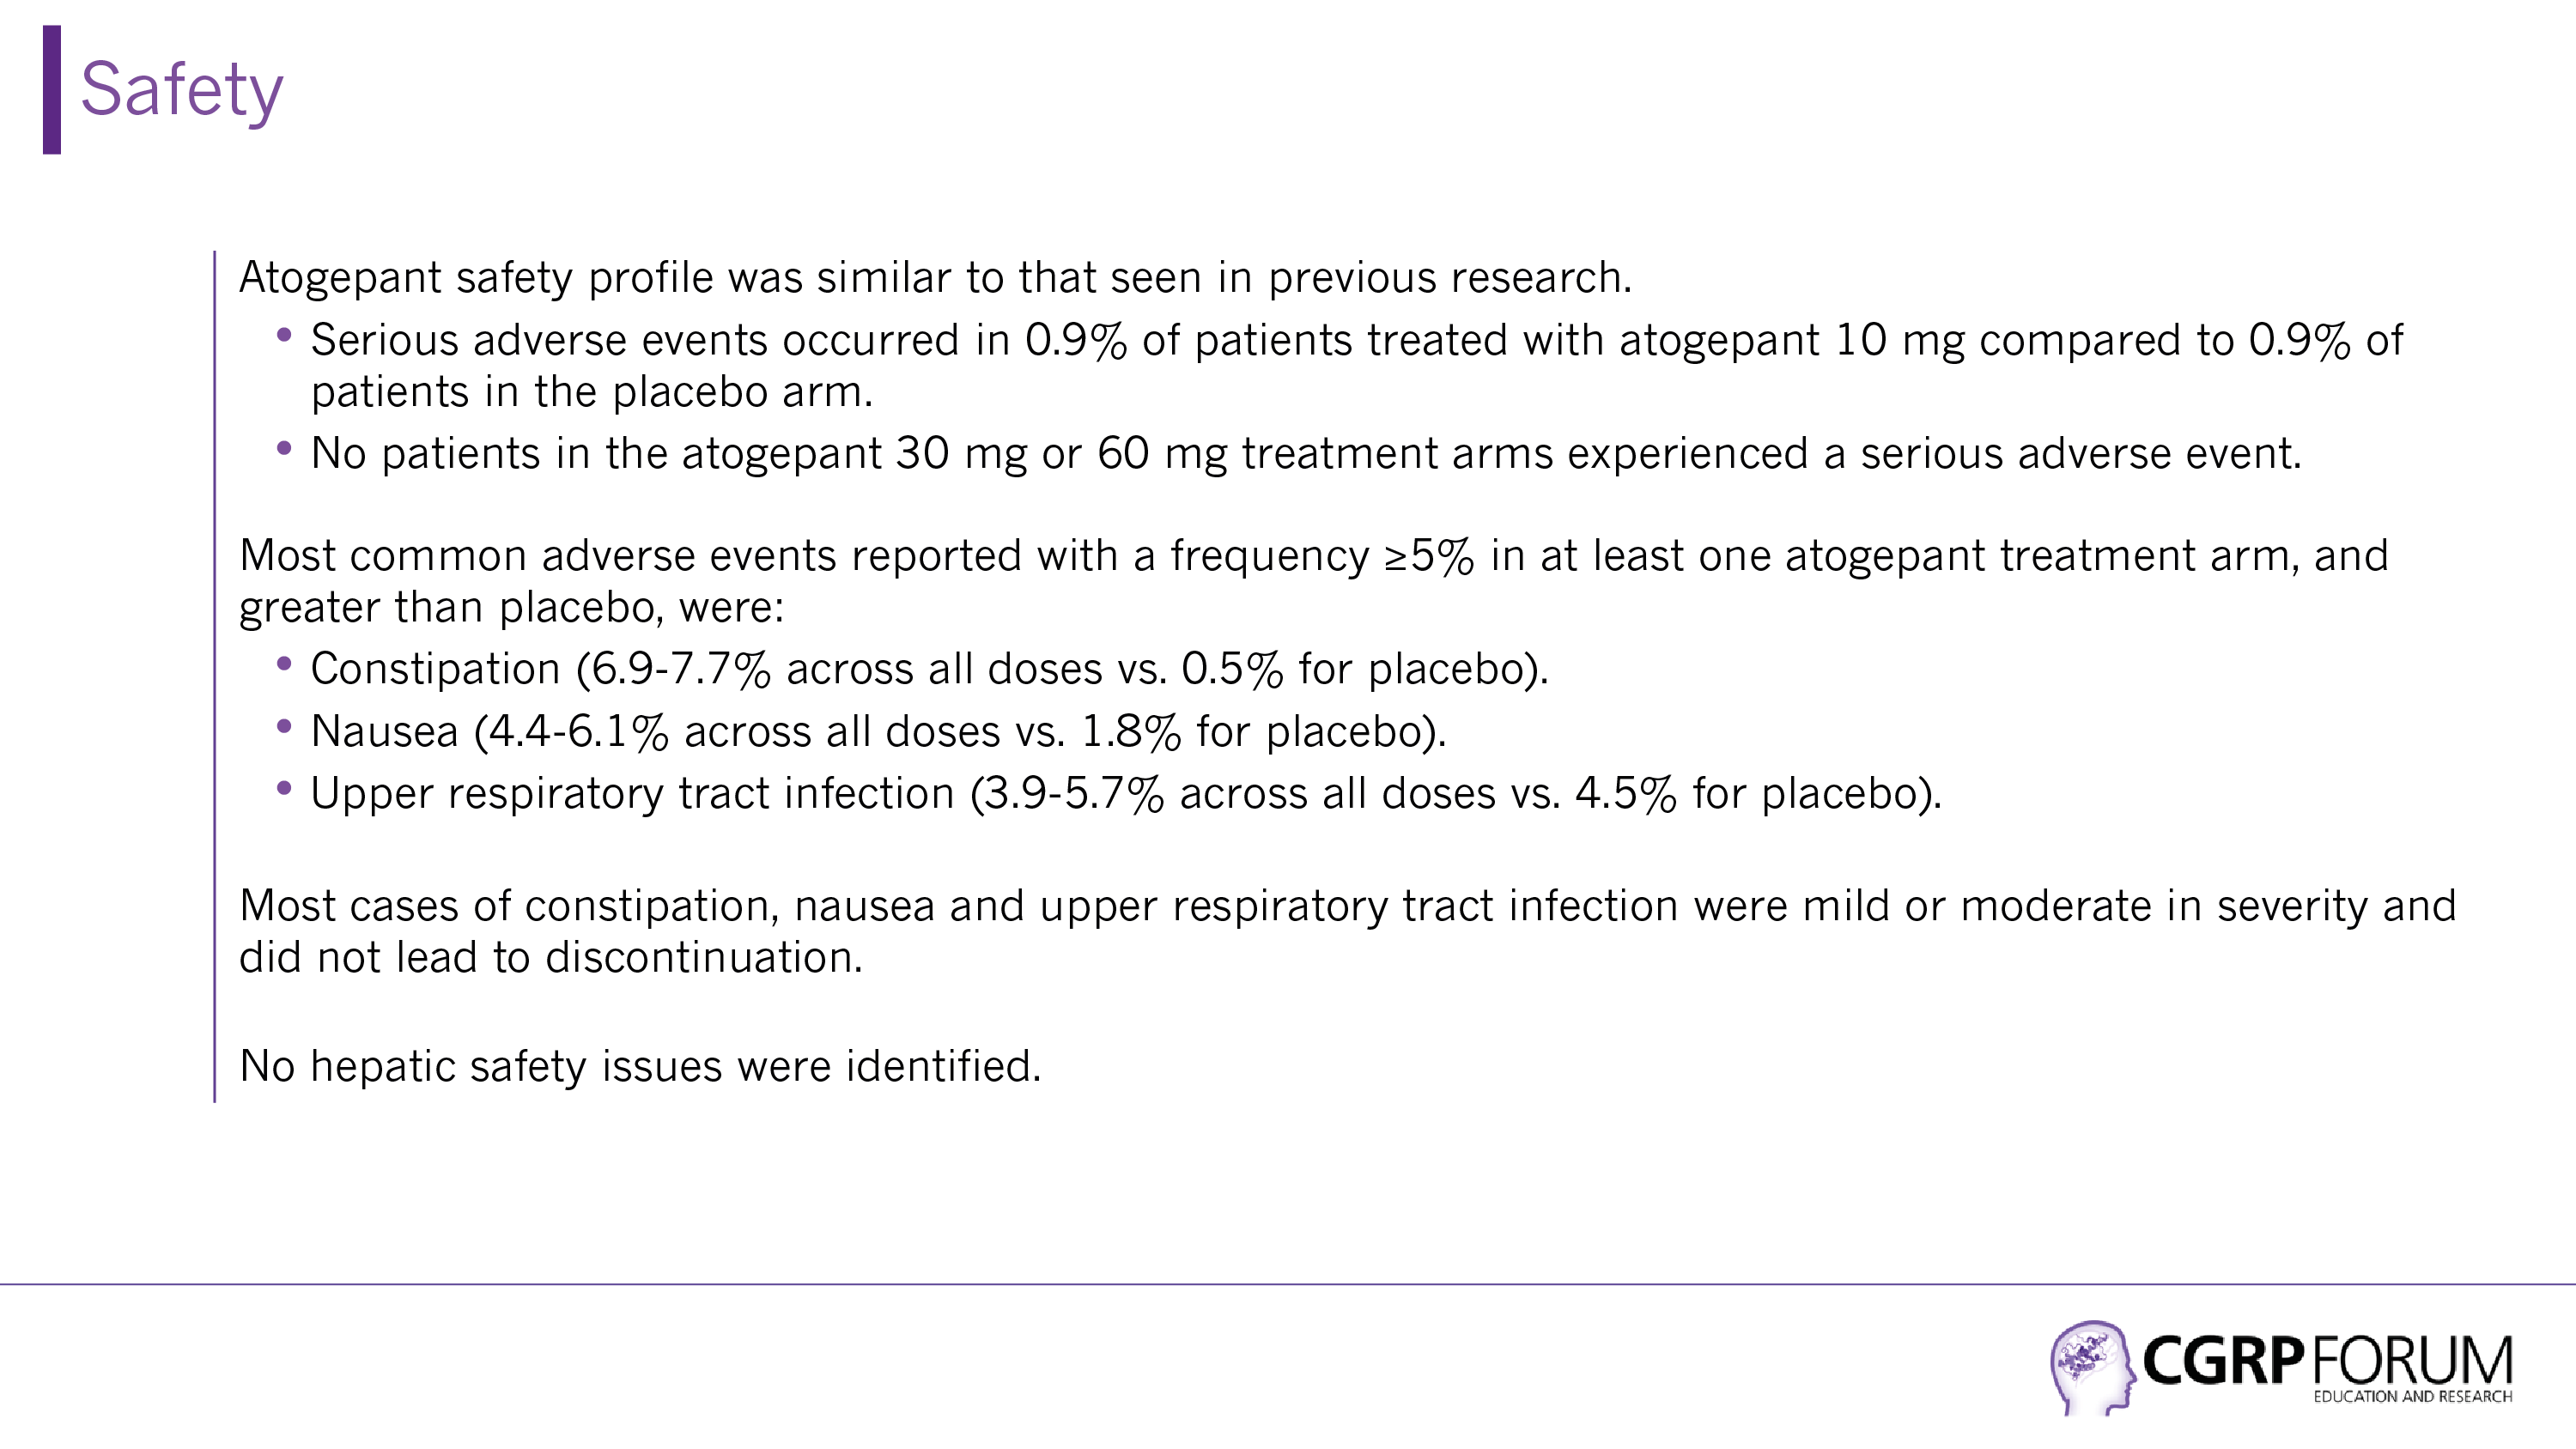 Safety
Atogepant safety profile was similar to that seen in previous research.
• Serious adverse events occurred in 0.9% of patients treated with atogepant 10 mg compared to 0.9% of
patients in the placebo arm.
• No patients in the atogepant 30 mg or 60 mg treatment arms experienced a serious adverse event.
Most common adverse events reported with a frequency ≥5% in at least one atogepant treatment arm, and
greater than placebo, were:
• Constipation (6.9-7.7% across all doses vs. 0.5% for placebo).
• Nausea (4.4-6.1% across all doses vs. 1.8% for placebo).
• Upper respiratory tract infection (3.9-5.7% across all doses vs. 4.5% for placebo).
Most cases of constipation, nausea and upper respiratory tract infection were mild or moderate in severity and
did not lead to discontinuation.
No hepatic safety issues were identified.
CGRP FORUM
EDUCATION AND RESEARCH